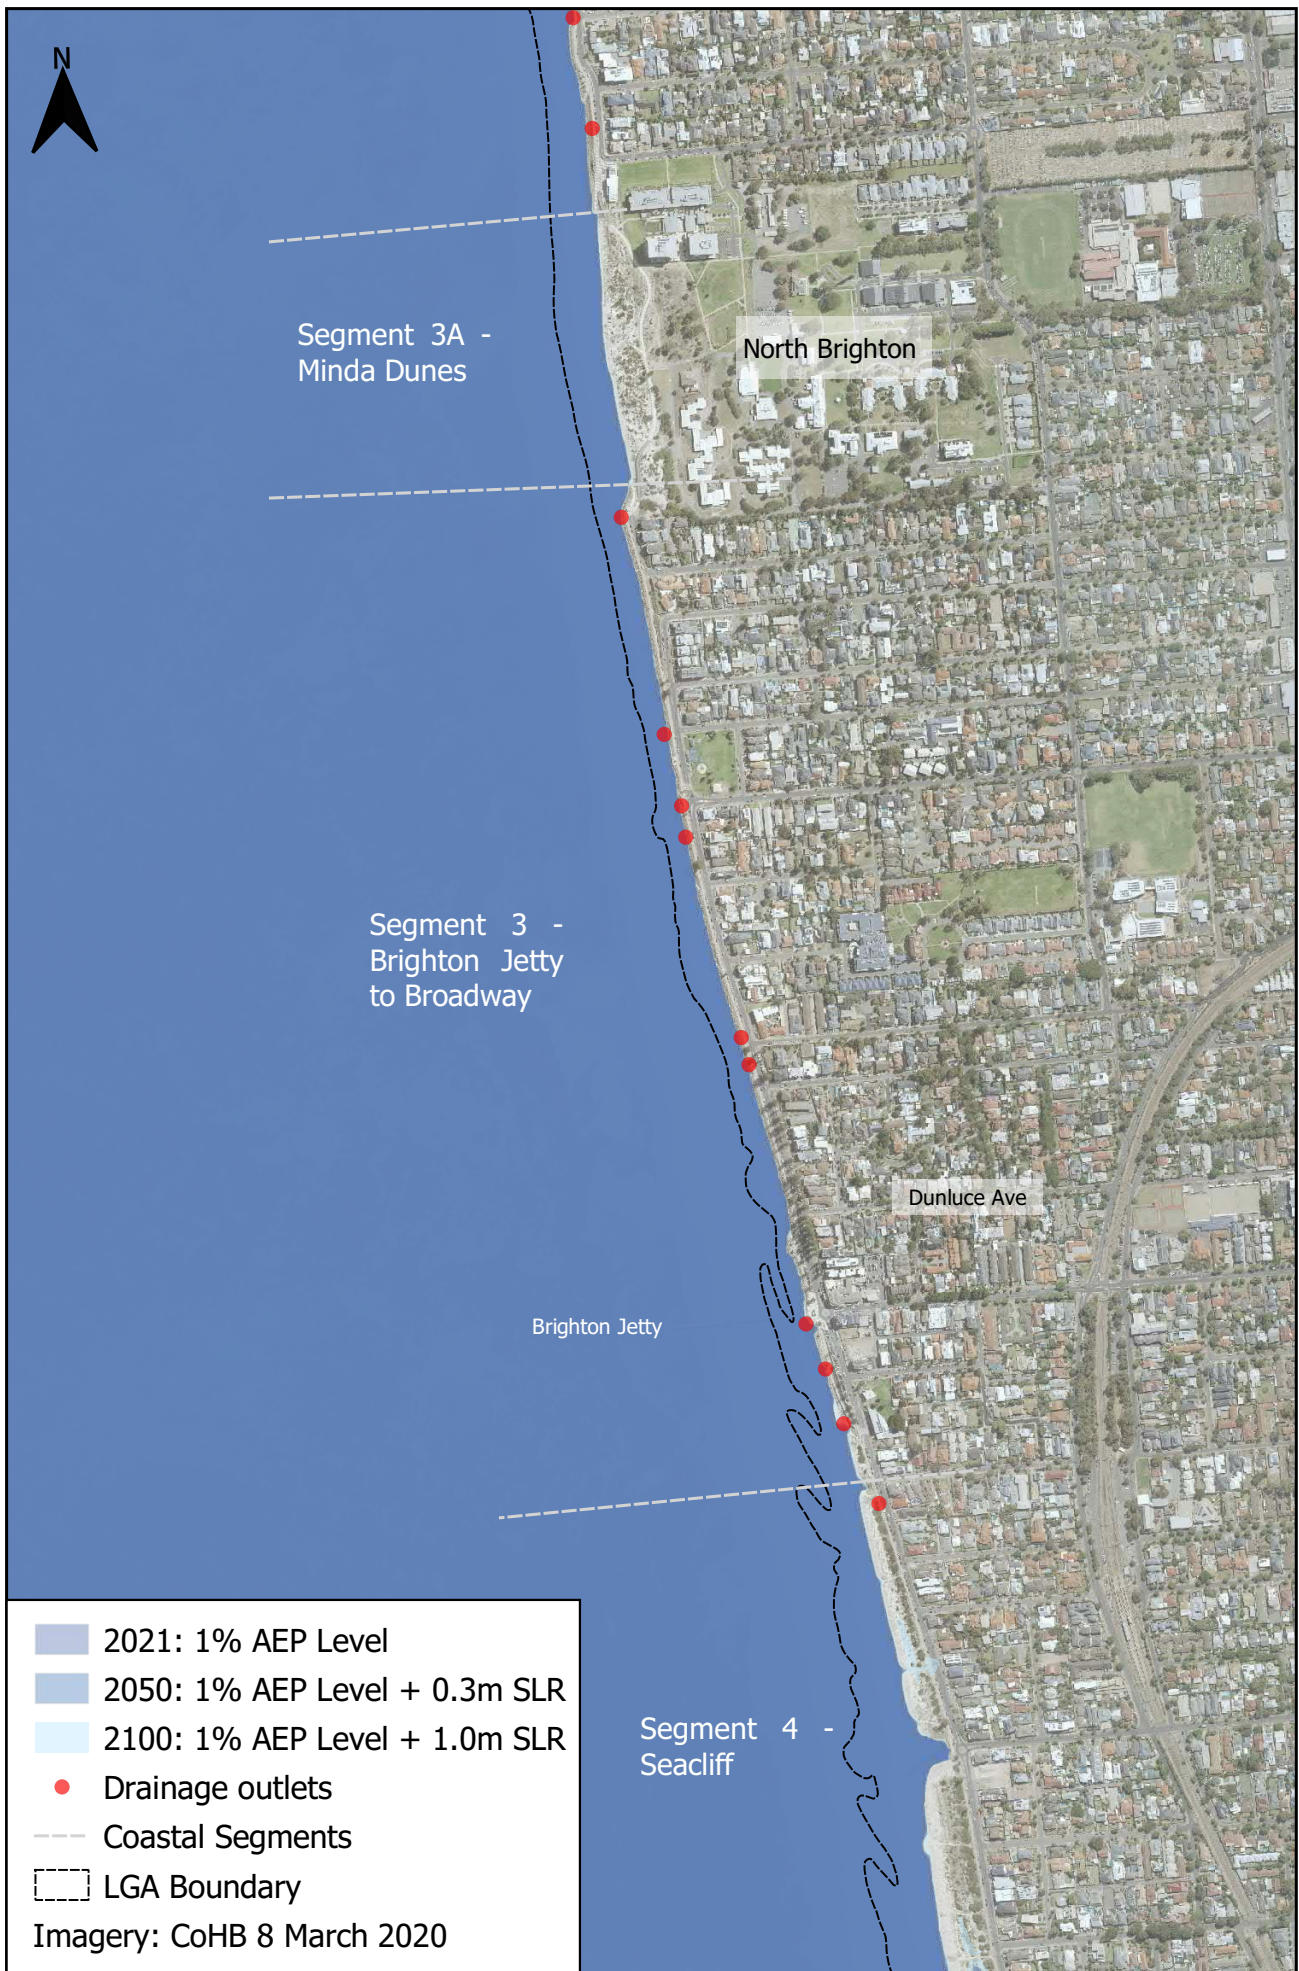 N
Segment 3A -
Minda Dunes
North Brighton
Segment 3 -
Brighton Jetty
to Broadway
Dunluce Ave
Brighton Jetty
Segment 4 -
Seacliff
2021: 1% AEP Level
2050: 1% AEP Level + 0.3m SLR
2100: 1% AEP Level + 1.0m SLR
Drainage outlets
Coastal Segments
LGA Boundary
Imagery: CoHB 8 March 2020